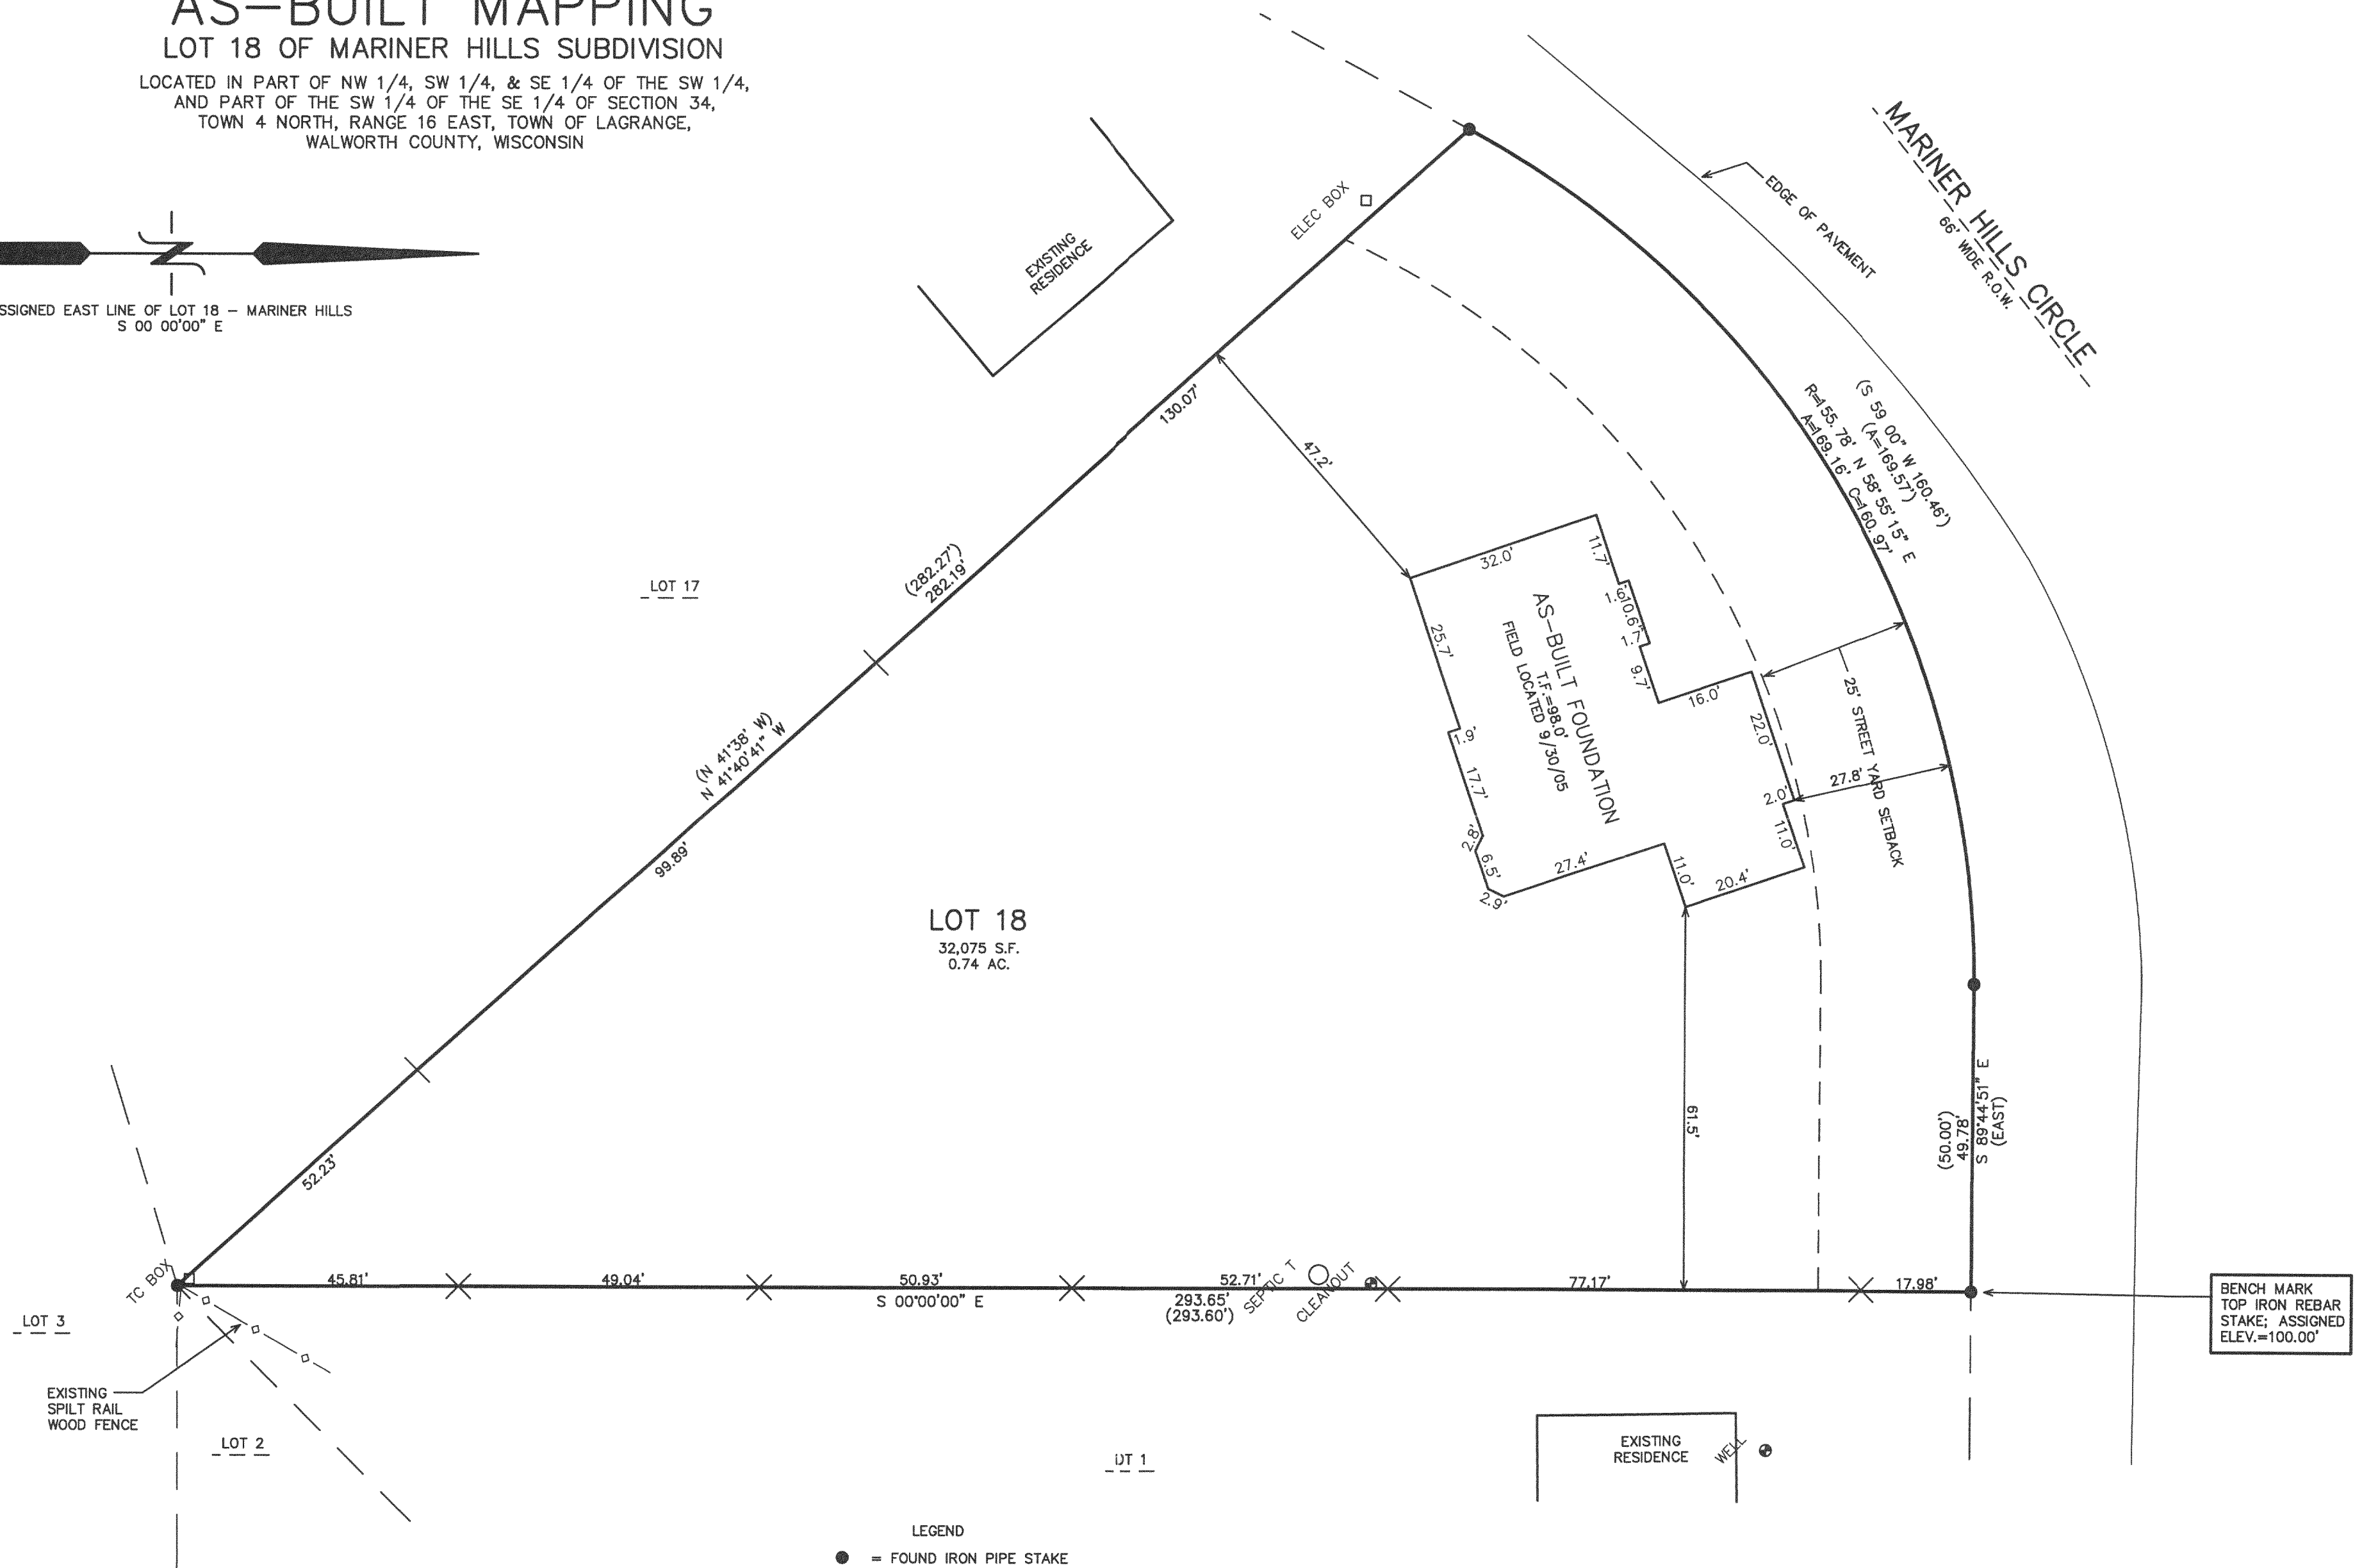 AS-BUILT MAPPING
LOT 18 OF MARINER HILLS SUBDIVISION
LOCATED IN PART OF NW 1/4, SW 1/4, & SE 1/4 OF THE SW 1/4,
AND PART OF THE SW 1/4 OF THE SE 1/4 OF SECTION 34,
TOWN 4 NORTH, RANGE 16 EAST, TOWN OF LAGRANGE,
WALWORTH COUNTY, WISCONSIN
SSIGNED EAST LINE OF LOT 18 - MARINER HILLS
S 00 00'00" E
EXISTING
RESIDENCE
ELEC BOX
EDGE OF PAVEMENT
MARINER HILLS CIRCLE
66' WIDE R.O.W.
(S 59 00" W 160.46')
(A=169.57')
R=155.78' N 58°55'15" E
A=169.16' C=160.97'
130.07'
47.2'
(282.27')
282.19'
LOT 17
(N 41°38' W)
N 41°40'41" W
99.89'
52.23'
32.0'
11.7'
1.6'
10.6'
1.7'
9.7'
16.0'
22.0'
2.0'
11.0'
20.4'
11.0'
27.4'
2.9'
6.5'
2.8'
17.7'
1.9'
25.7'
AS-BUILT FOUNDATION
T.F.=98.0'
FIELD LOCATED 9/30/05
25' STREET YARD SETBACK
27.8'
LOT 18
32,075 S.F.
0.74 AC.
61.5'
(50.00')
49.78'
S 89°44'51" E
(EAST)
TC BOX
45.81'
49.04'
50.93'
52.71'
77.17'
17.98'
S 00°00'00" E
293.65'
(293.60')
SEPTIC T
CLEANOUT
BENCH MARK
TOP IRON REBAR
STAKE; ASSIGNED
ELEV.=100.00'
LOT 3
EXISTING
SPILT RAIL
WOOD FENCE
LOT 2
OT 1
EXISTING
RESIDENCE
WELL
LEGEND
= FOUND IRON PIPE STAKE